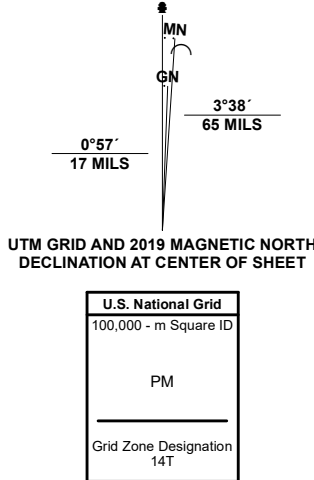 MN
GN
3°38´
65 MILS
0°57´
17 MILS
UTM GRID AND 2019 MAGNETIC NORTH
DECLINATION AT CENTER OF SHEET
U.S. National Grid
100,000 - m Square ID
PM
Grid Zone Designation
14T